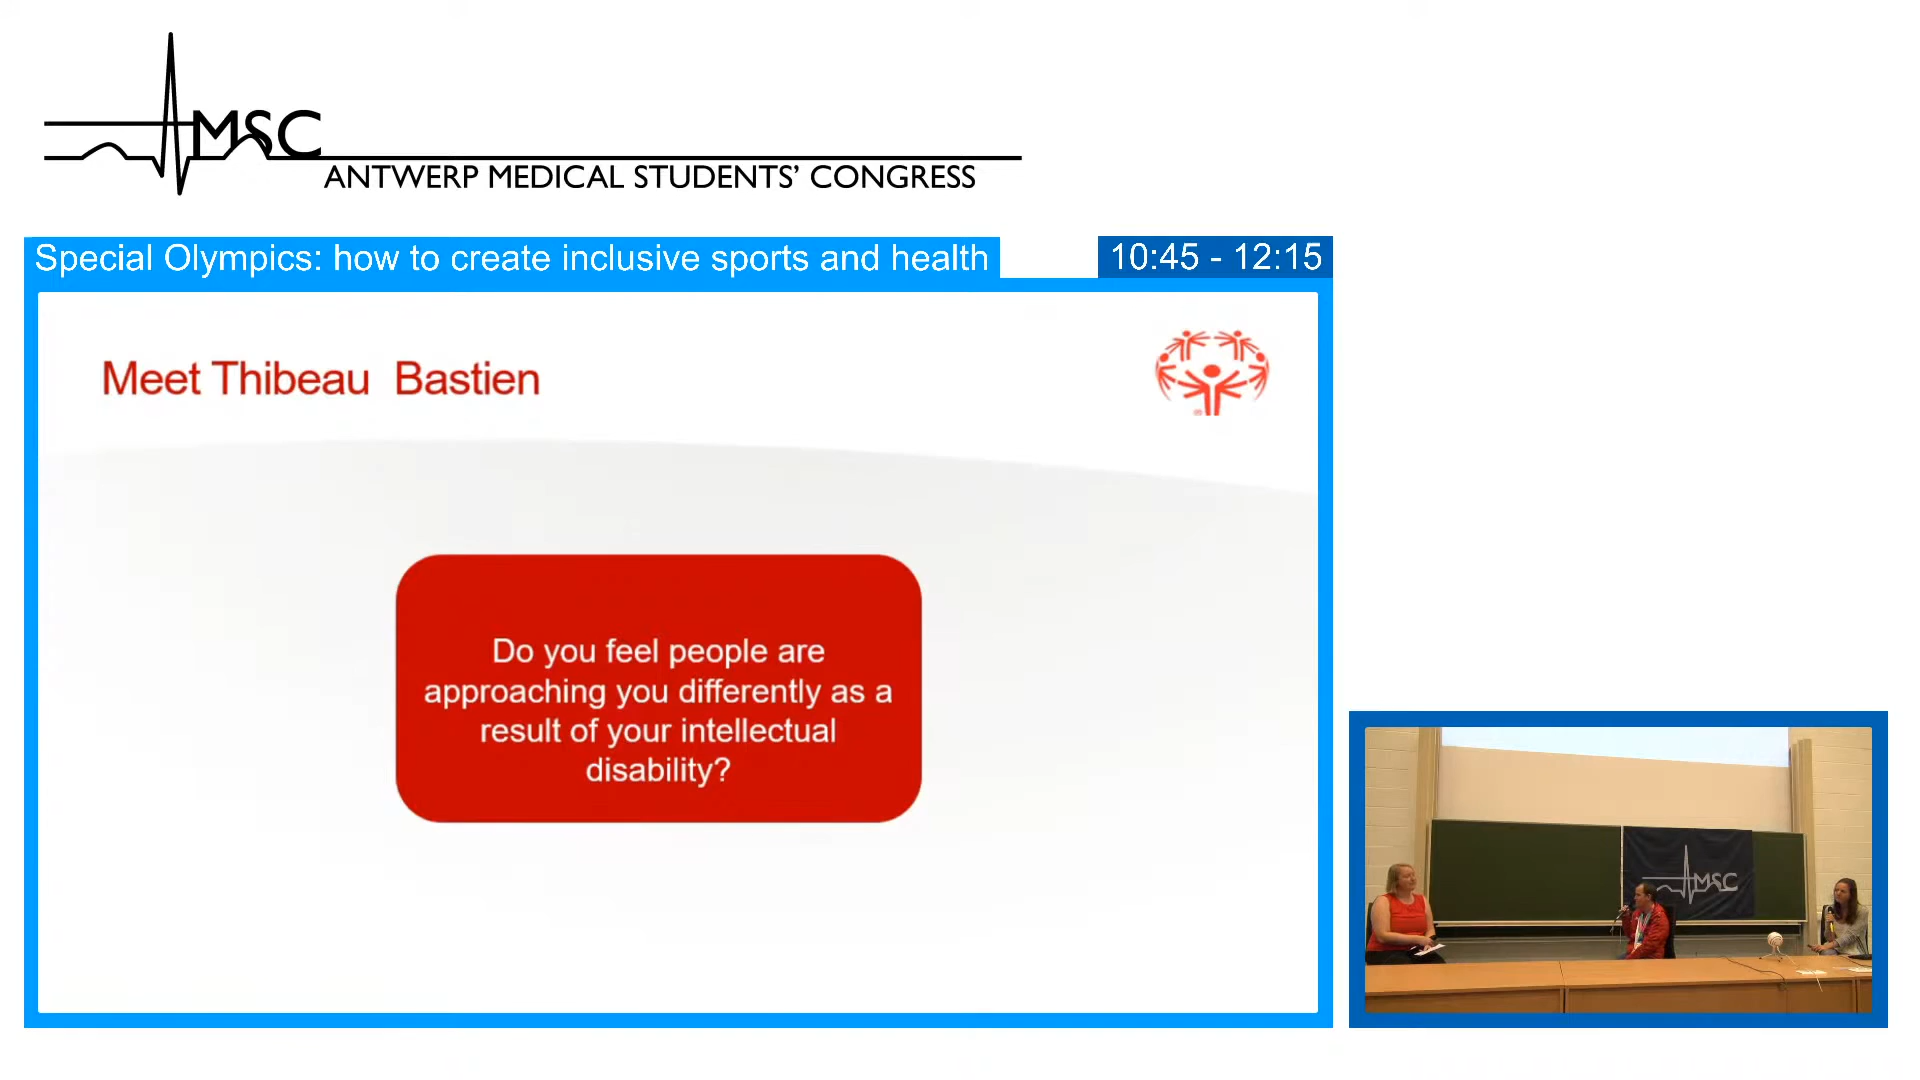 MSC
ANTWERP MEDICAL STUDENTS’ CONGRESS
Special Olympics: how to create inclusive sports and health
10:45 - 12:15
Meet Thibeau Bastien
Do you feel people are
approaching you differently as a
result of your intellectual
disability?
MSC